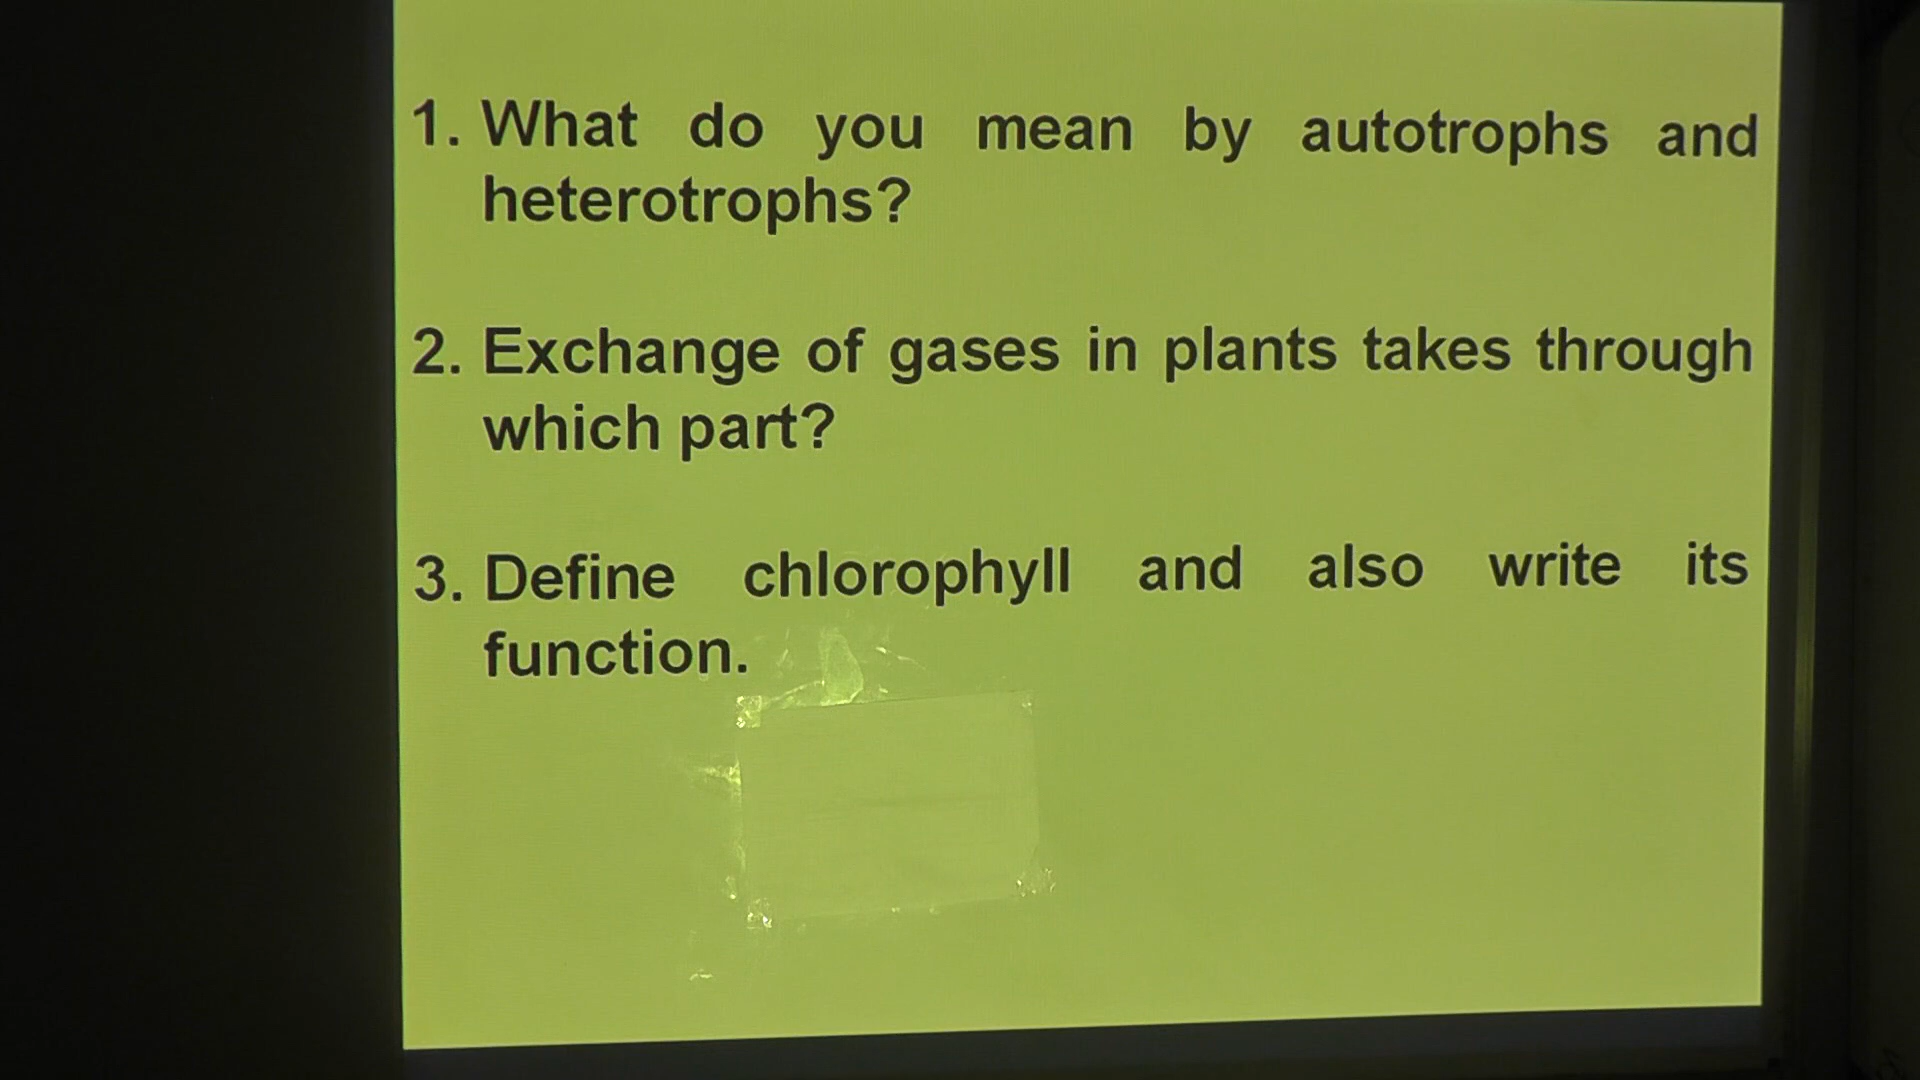 1. What do you mean by autotrophs and
heterotrophs?
2. Exchange of gases in plants takes through
which part?
3. Define chlorophyll and also write its
function.